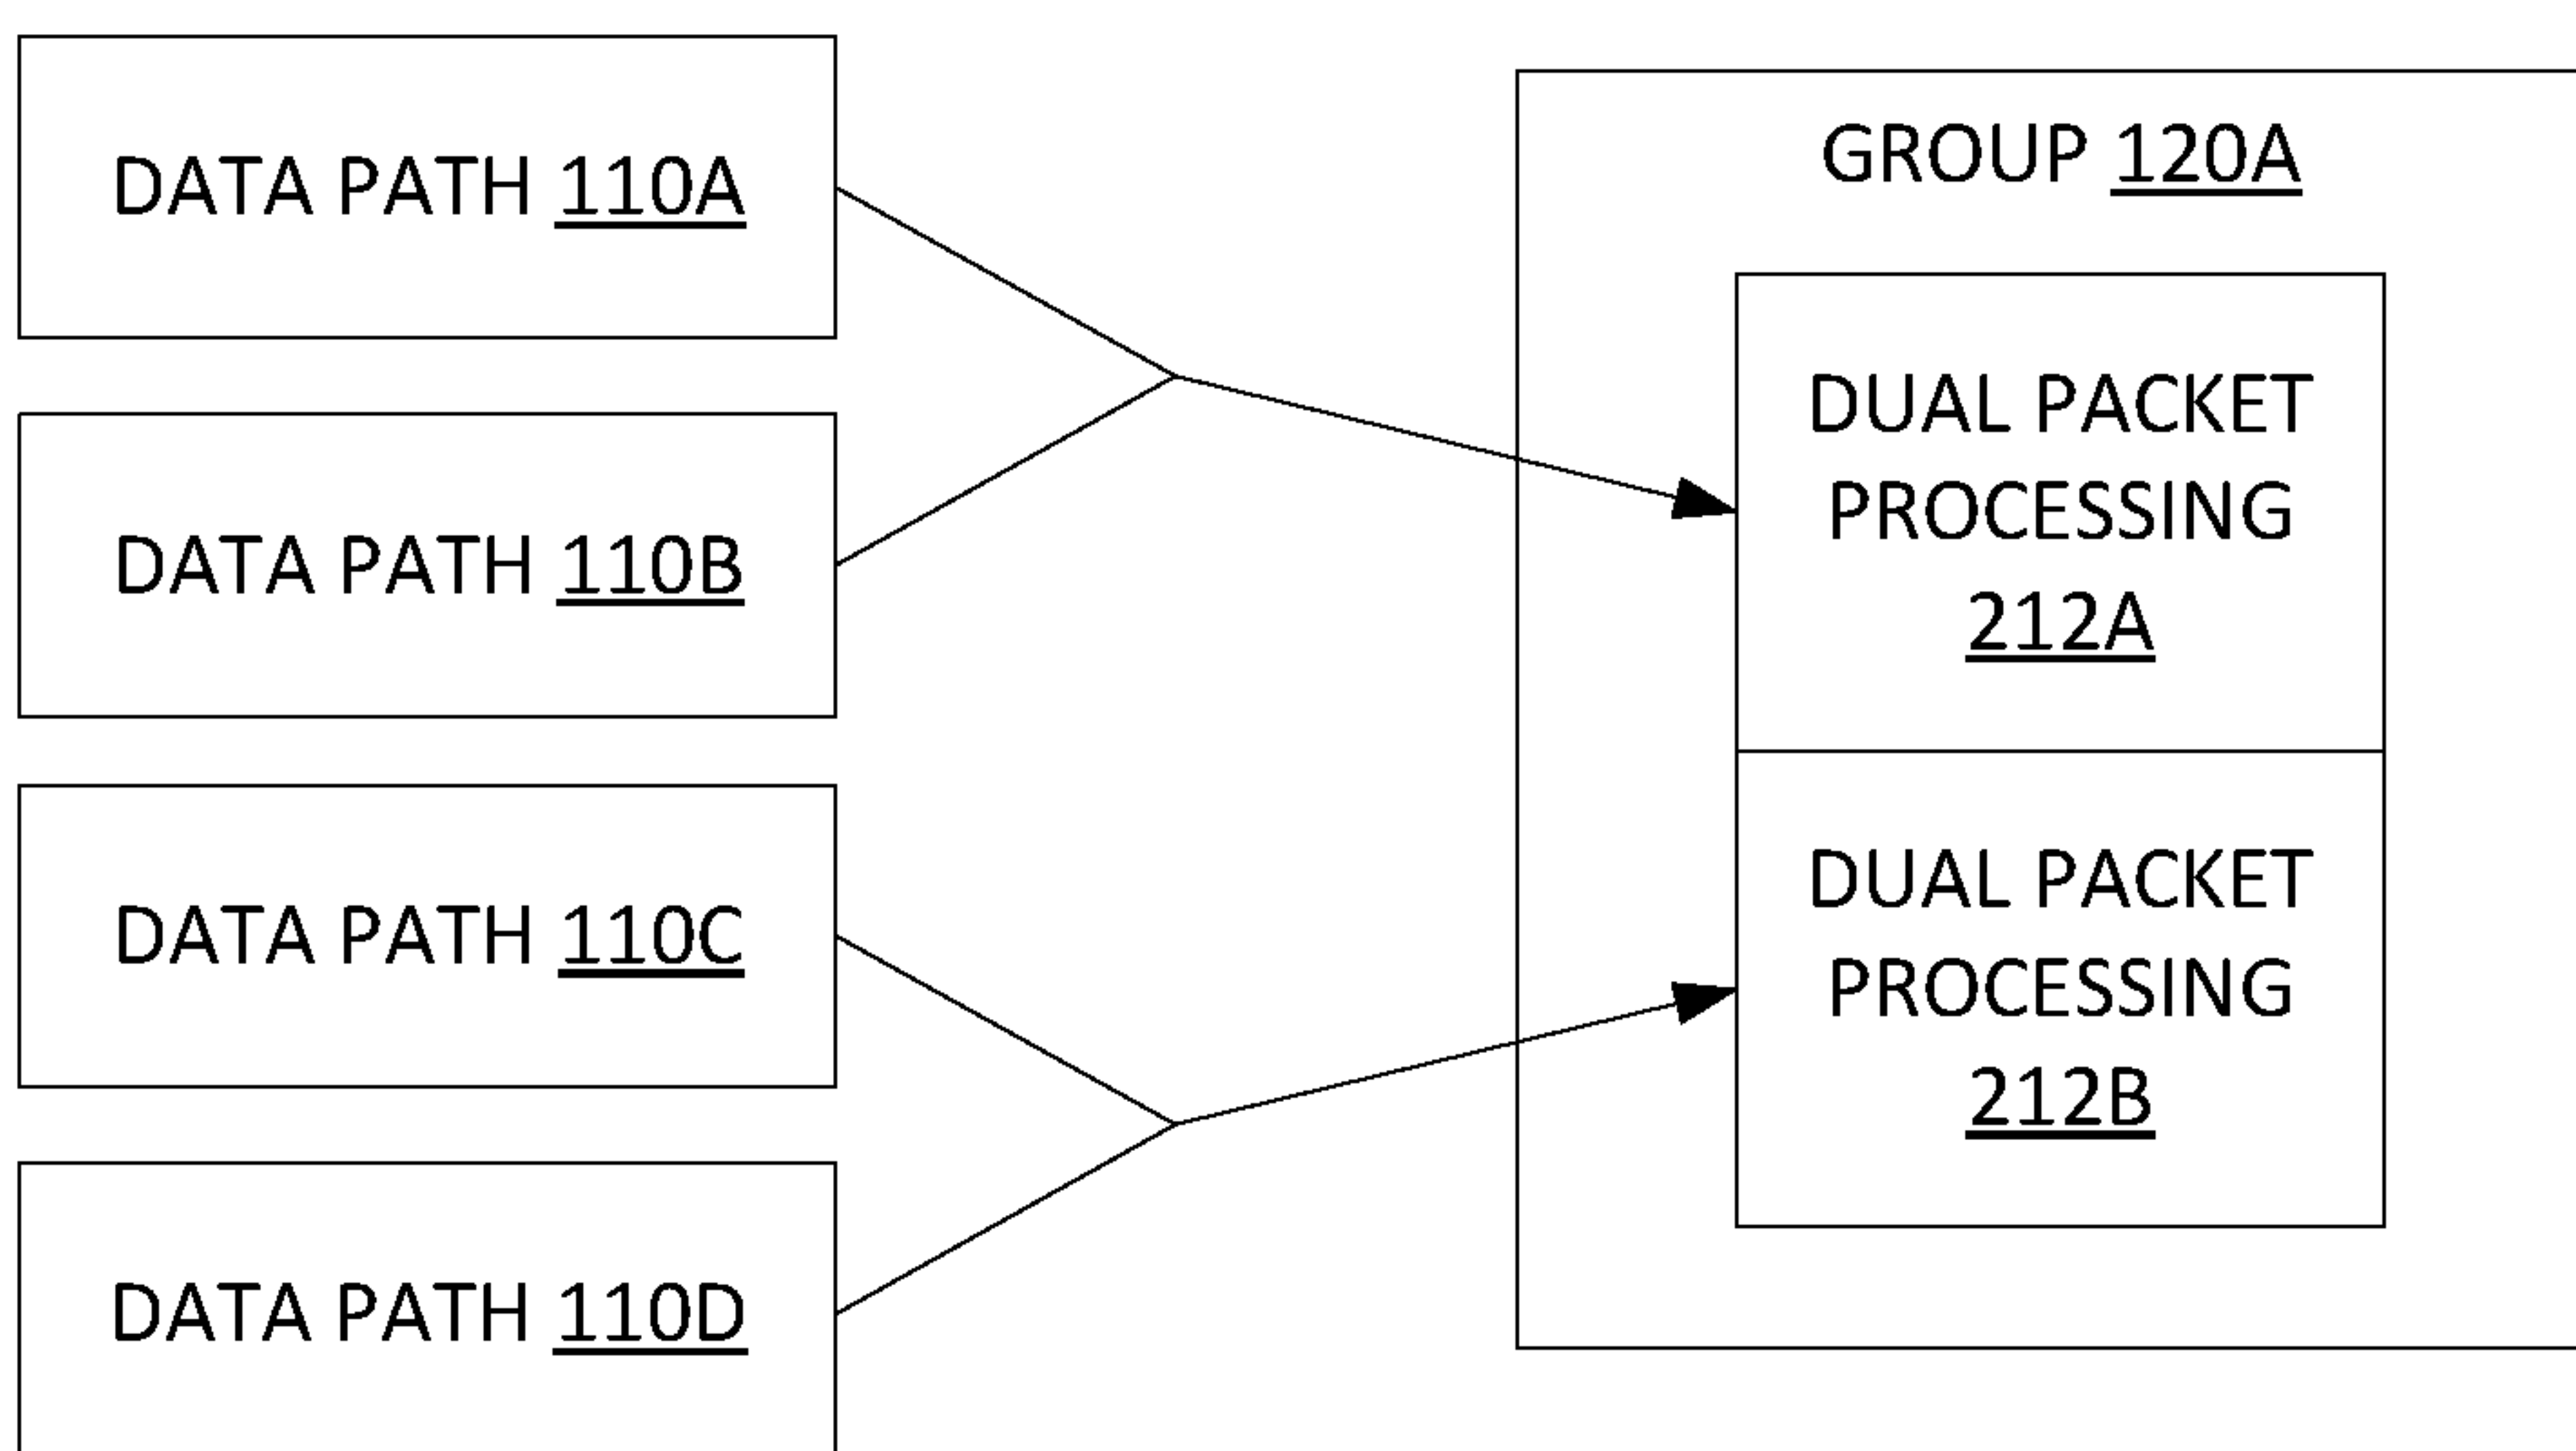 DATA PATH 110A
DATA PATH 110B
DATA PATH 110C
DATA PATH 110D
GROUP 120A
DUAL PACKET
PROCESSING
212A
DUAL PACKET
PROCESSING
212B